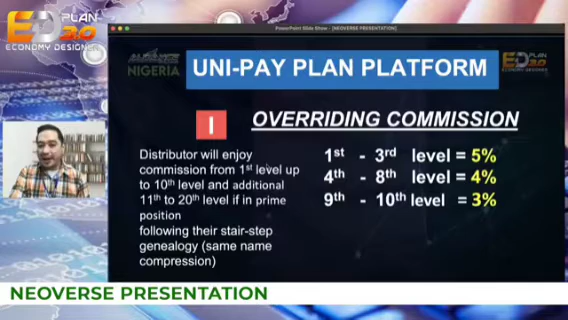 ED PLAN 3.0
ECONOMY DESIGNER
PowerPoint Slide Show - [NEOVERSE PRESENTATION]
ALLIANCE
NIGERIA
UNI-PAY PLAN PLATFORM
ED PLAN 3.0
ECONOMY DESIGNER
I
OVERRIDING COMMISSION
Distributor will enjoy
commission from 1st level up
to 10th level and additional
11th to 20th level if in prime
position
following their stair-step
genealogy (same name
compression)
1st - 3rd level = 5%
4th - 8th level = 4%
9th - 10th level = 3%
NEOVERSE PRESENTATION